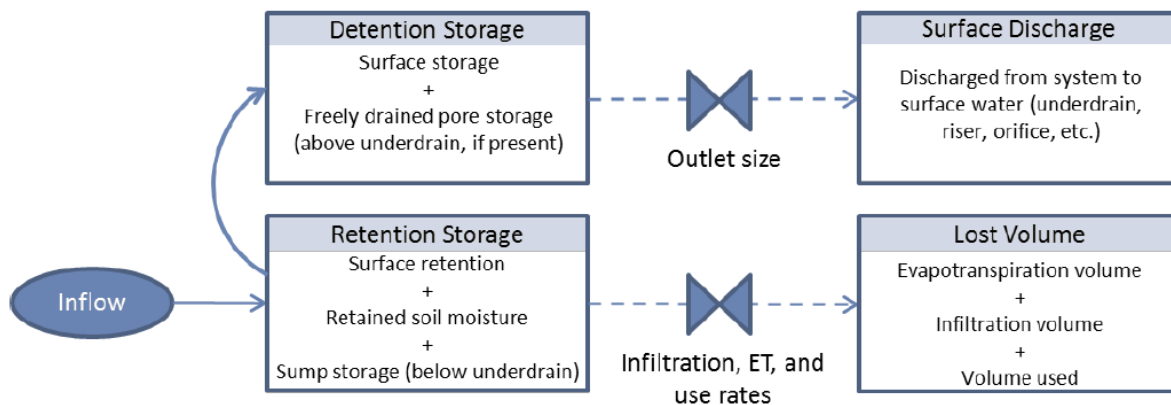 Detention Storage
Surface storage
+
Freely drained pore storage
(above underdrain, if present)
Outlet size
Surface Discharge
Discharged from system to
surface water (underdrain,
riser, orifice, etc.)
Inflow
Retention Storage
Surface retention
+
Retained soil moisture
+
Sump storage (below underdrain)
Infiltration, ET, and
use rates
Lost Volume
Evapotranspiration volume
+
Infiltration volume
+
Volume used